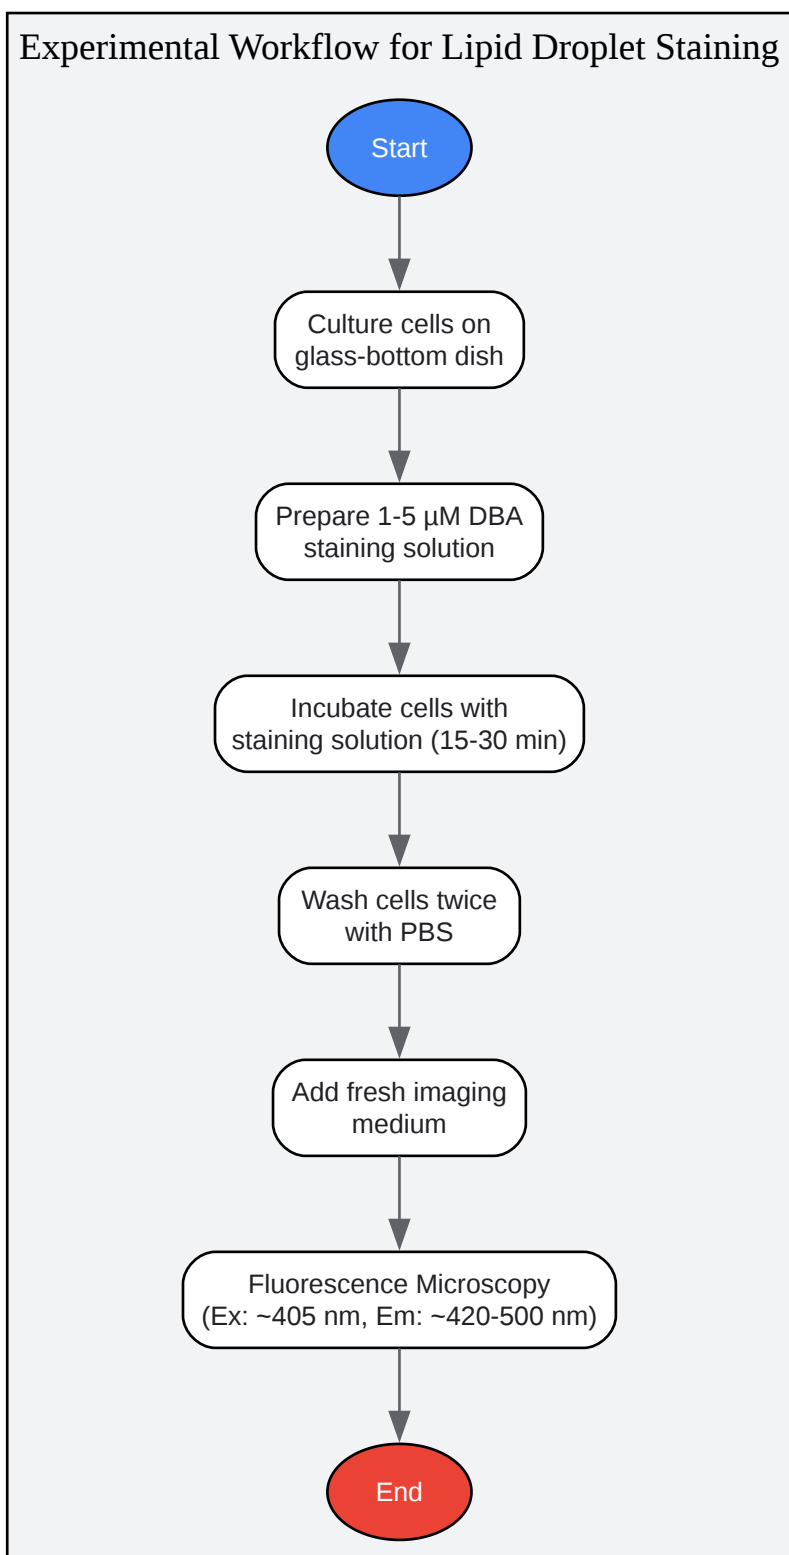 Experimental Workflow for Lipid Droplet Staining
Start
Culture cells on
glass-bottom dish
Prepare 1-5 µM DBA
staining solution
Incubate cells with
staining solution (15-30 min)
Wash cells twice
with PBS
Add fresh imaging
medium
Fluorescence Microscopy
(Ex: ~405 nm, Em: ~420-500 nm)
End